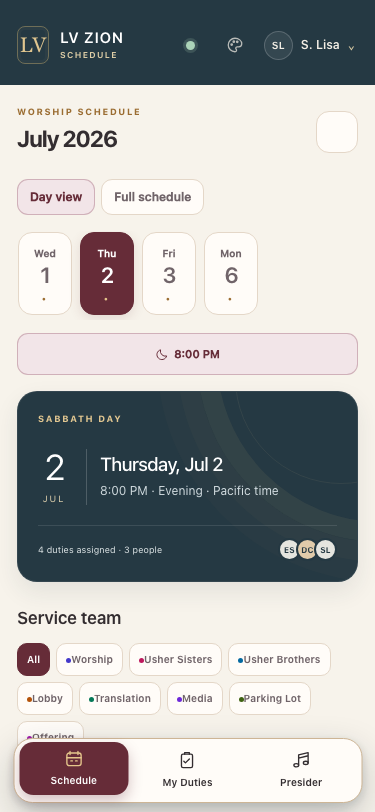 LV
LV ZION
SCHEDULE
SL
S. Lisa
WORSHIP SCHEDULE
July 2026
Day view
Full schedule
Wed
1
Thu
2
Fri
3
Mon
6
8:00 PM
SABBATH DAY
2
JUL
Thursday, Jul 2
8:00 PM · Evening · Pacific time
4 duties assigned · 3 people
ES
DC
SL
Service team
All
Worship
Usher Sisters
Usher Brothers
Lobby
Translation
Media
Parking Lot
Offering
Schedule
My Duties
Presider